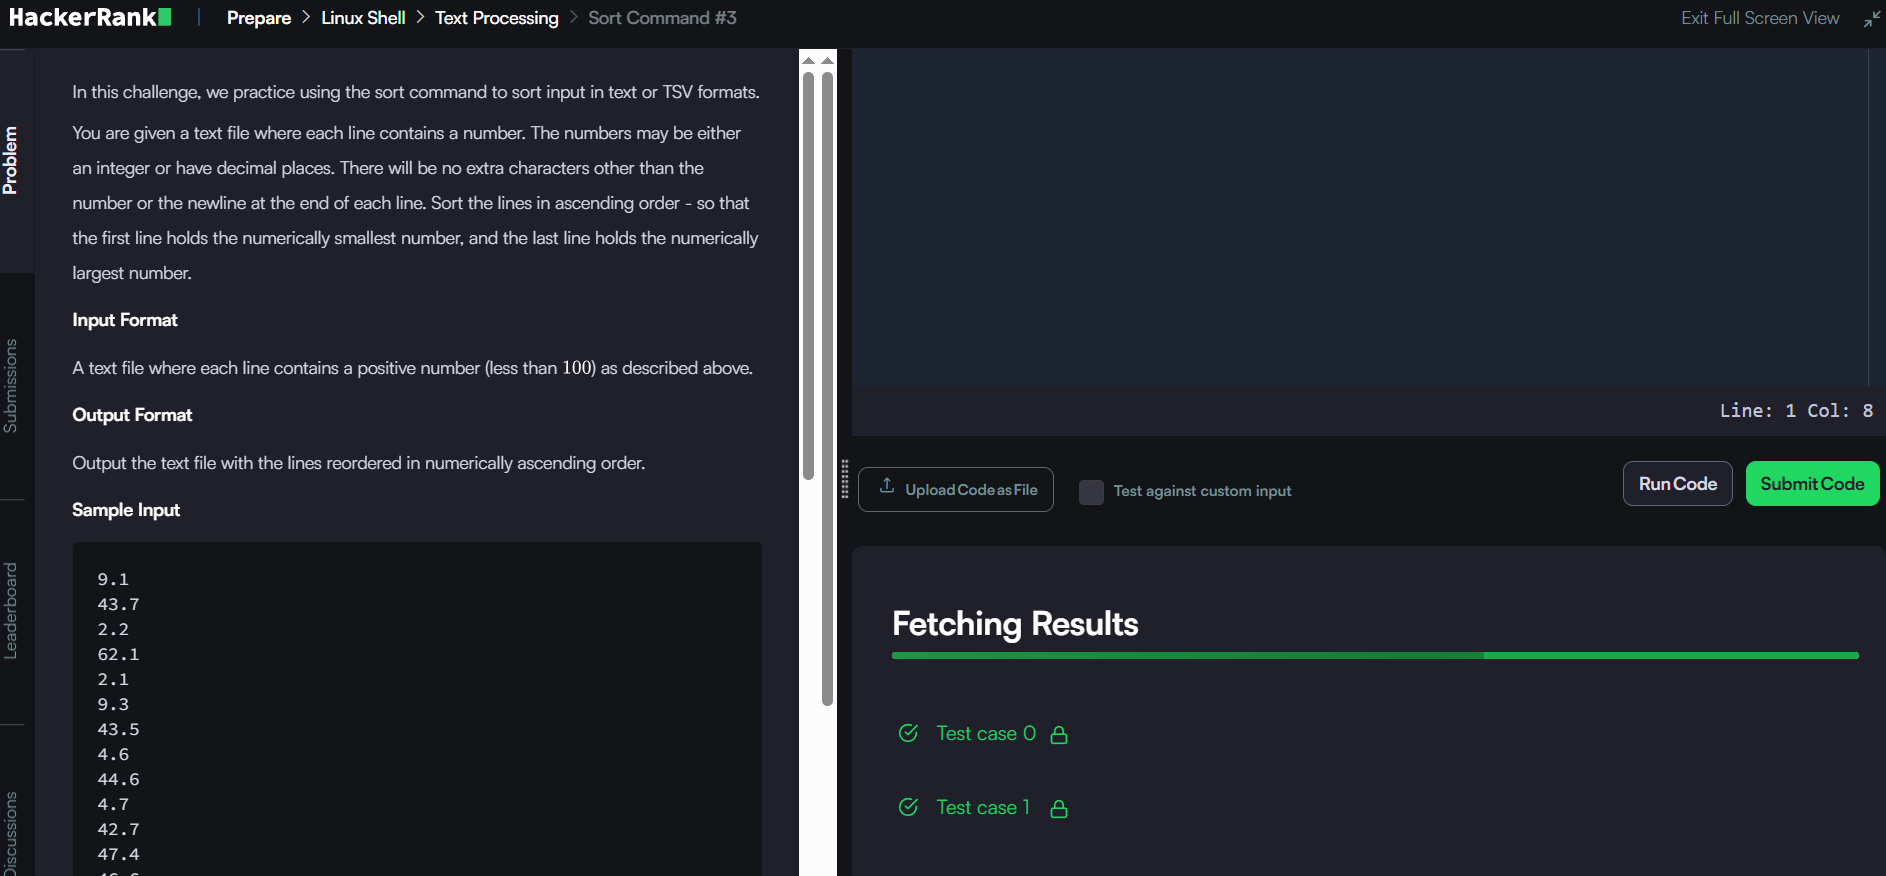 HackerRank
Prepare > Linux Shell > Text Processing > Sort Command #3
Exit Full Screen View
Problem
Submissions
Leaderboard
Discussions
In this challenge, we practice using the sort command to sort input in text or TSV formats.
You are given a text file where each line contains a number. The numbers may be either
an integer or have decimal places. There will be no extra characters other than the
number or the newline at the end of each line. Sort the lines in ascending order - so that
the first line holds the numerically smallest number, and the last line holds the numerically
largest number.
Input Format
A text file where each line contains a positive number (less than 100) as described above.
Output Format
Output the text file with the lines reordered in numerically ascending order.
Sample Input
9.1
43.7
2.2
62.1
2.1
9.3
43.5
4.6
44.6
4.7
42.7
47.4
Line: 1 Col: 8
Upload Code as File
Test against custom input
Run Code
Submit Code
Fetching Results
Test case 0
Test case 1